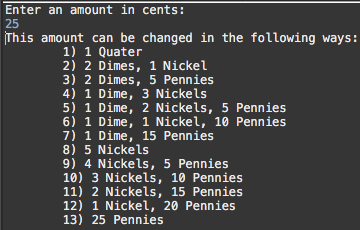 Enter an amount in cents:
25
This amount can be changed in the following ways:
1) 1 Quater
2) 2 Dimes, 1 Nickel
3) 2 Dimes, 5 Pennies
4) 1 Dime, 3 Nickels
5) 1 Dime, 2 Nickels, 5 Pennies
6) 1 Dime, 1 Nickel, 10 Pennies
7) 1 Dime, 15 Pennies
8) 5 Nickels
9) 4 Nickels, 5 Pennies
10) 3 Nickels, 10 Pennies
11) 2 Nickels, 15 Pennies
12) 1 Nickel, 20 Pennies
13) 25 Pennies